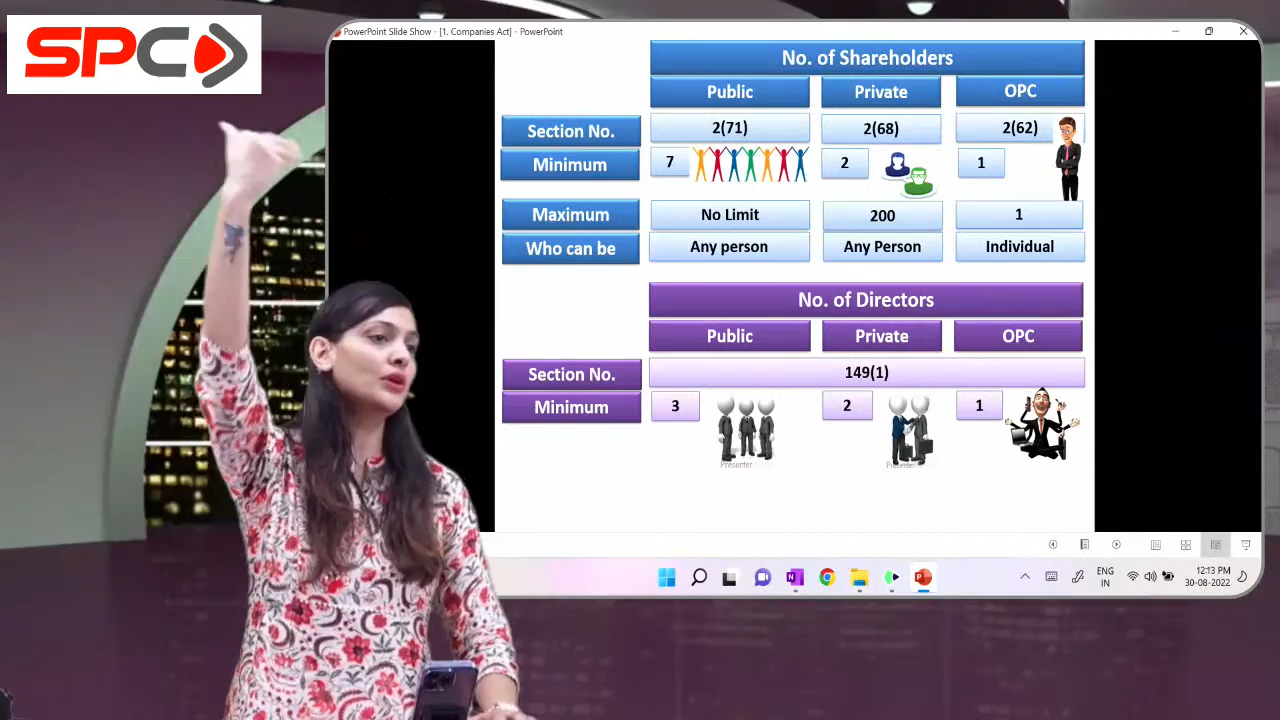 SPC
PowerPoint Slide Show - [1. Companies Act] - PowerPoint
No. of Shareholders
Public Private OPC
Section No. 2(71) 2(68) 2(62)
Minimum 7 2 1
Maximum No Limit 200 1
Who can be Any person Any Person Individual
No. of Directors
Public Private OPC
Section No. 149(1)
Minimum 3 2 1
Presenter Presenter
ENG
IN
12:13 PM
30-08-2022